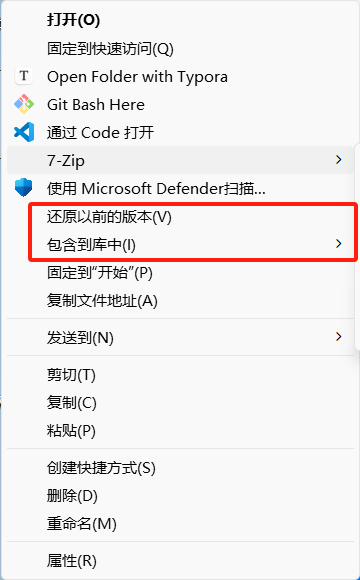 打开(O)
固定到快速访问(Q)
Open Folder with Typora
Git Bash Here
通过 Code 打开
7-Zip
使用 Microsoft Defender扫描...
还原以前的版本(V)
包含到库中(I)
固定到“开始”(P)
复制文件地址(A)
发送到(N)
剪切(T)
复制(C)
粘贴(P)
创建快捷方式(S)
删除(D)
重命名(M)
属性(R)